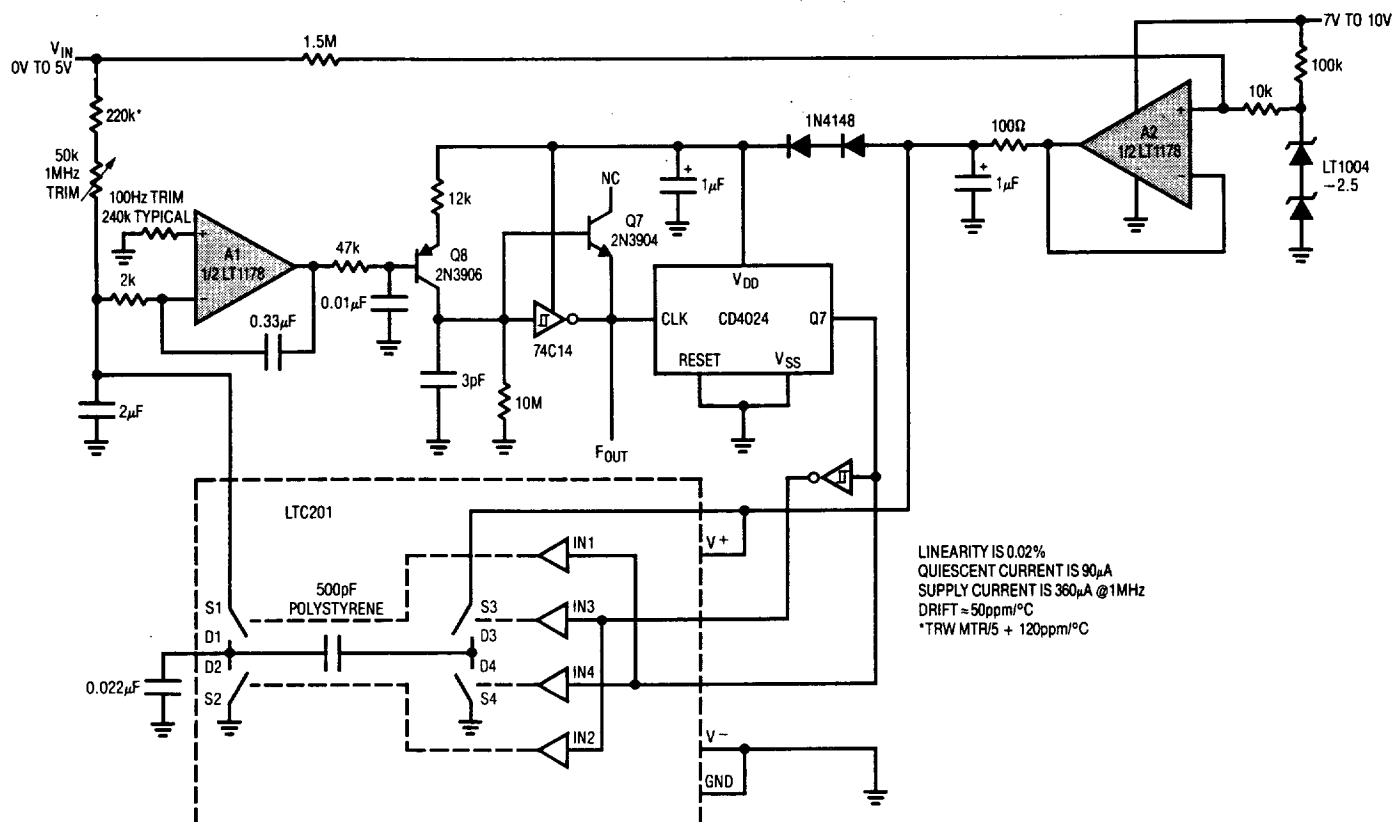 7V TO 10V
VIN
0V TO 5V
1.5M
100k
220k*
10k
1N4148
100Ω
A2
1/2 LT1178
+
−
LT1004
−2.5
50k
1MHz
TRIM
+
1µF
+
1µF
NC
12k
100Hz TRIM
240k TYPICAL
Q7
2N3904
+
A1
1/2 LT1178
−
47k
Q8
2N3906
2k
0.01µF
VDD
0.33µF
CLK
CD4024
Q7
74C14
RESET
VSS
2µF
3pF
10M
FOUT
LTC201
IN1
V+
500pF
POLYSTYRENE
S1
S3
IN3
D1
D3
D2
D4
0.022µF
S2
S4
IN4
IN2
V−
GND
LINEARITY IS 0.02%
QUIESCENT CURRENT IS 90µA
SUPPLY CURRENT IS 360µA @1MHz
DRIFT ≈ 50ppm/°C
*TRW MTR/5 + 120ppm/°C